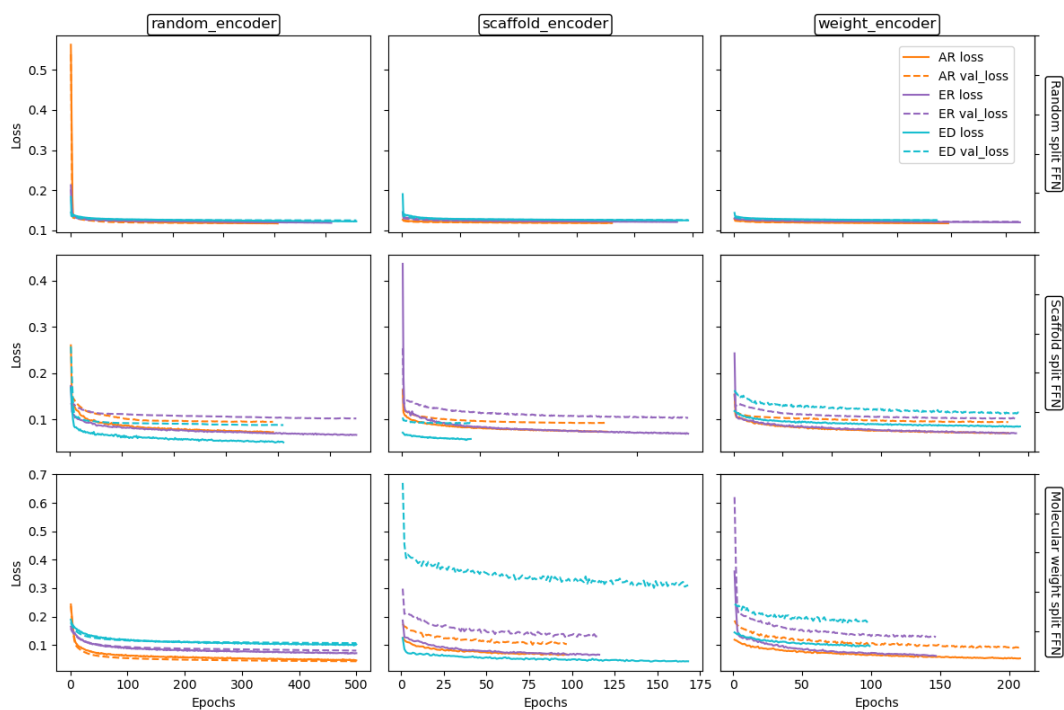 random_encoder
scaffold_encoder
weight_encoder
0.5
0.4
0.3
0.2
0.1
Loss
AR loss
AR val_loss
ER loss
ER val_loss
ED loss
ED val_loss
Random split FFN
0.4
0.3
0.2
0.1
Loss
Scaffold split FFN
0.7
0.6
0.5
0.4
0.3
0.2
0.1
Loss
Molecular weight split FFN
0 100 200 300 400 500
0 25 50 75 100 125 150 175
0 50 100 150 200
Epochs
Epochs
Epochs